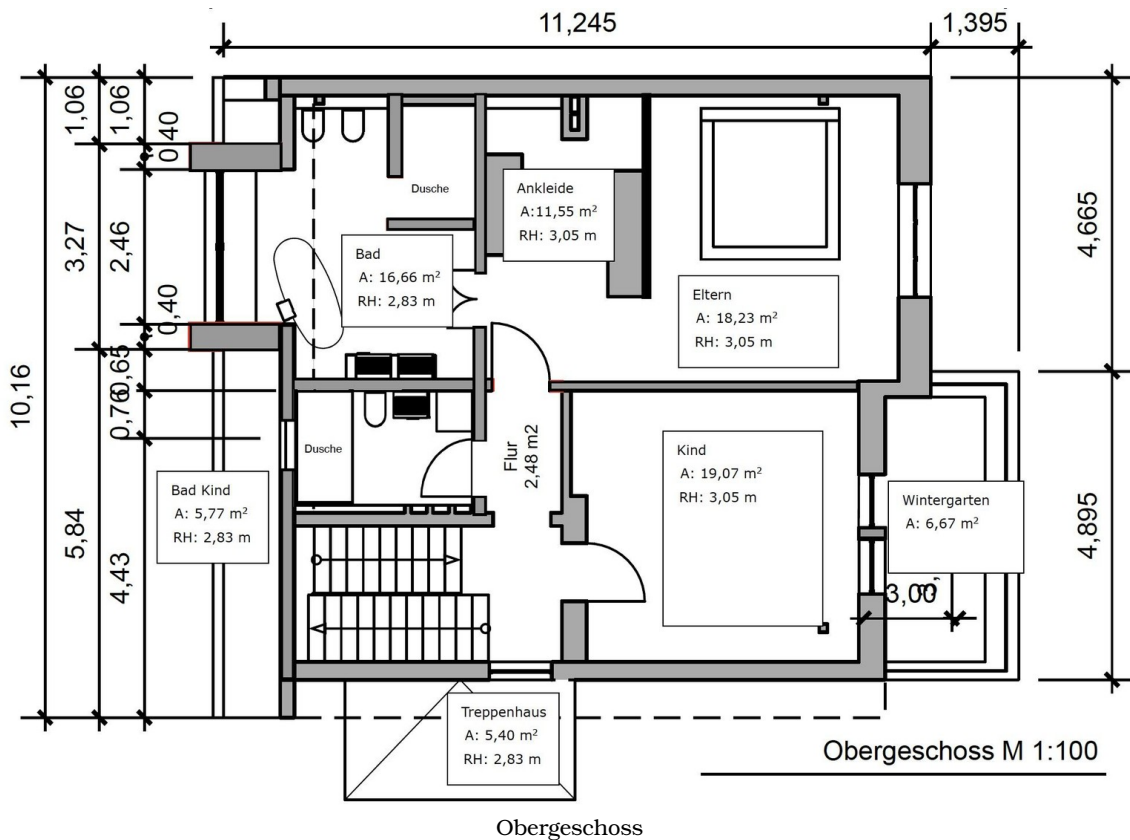 11,245
1,395
1,06
1,06
0,40
3,27
2,46
0,40
10,16
0,65
0,76
5,84
4,43
4,665
4,895
Dusche
Ankleide
A:11,55 m²
RH: 3,05 m
Bad
A: 16,66 m²
RH: 2,83 m
Eltern
A: 18,23 m²
RH: 3,05 m
Dusche
Flur
2,48 m2
Kind
A: 19,07 m²
RH: 3,05 m
Bad Kind
A: 5,77 m²
RH: 2,83 m
Wintergarten
A: 6,67 m²
3,00
Treppenhaus
A: 5,40 m²
RH: 2,83 m
Obergeschoss M 1:100
Obergeschoss